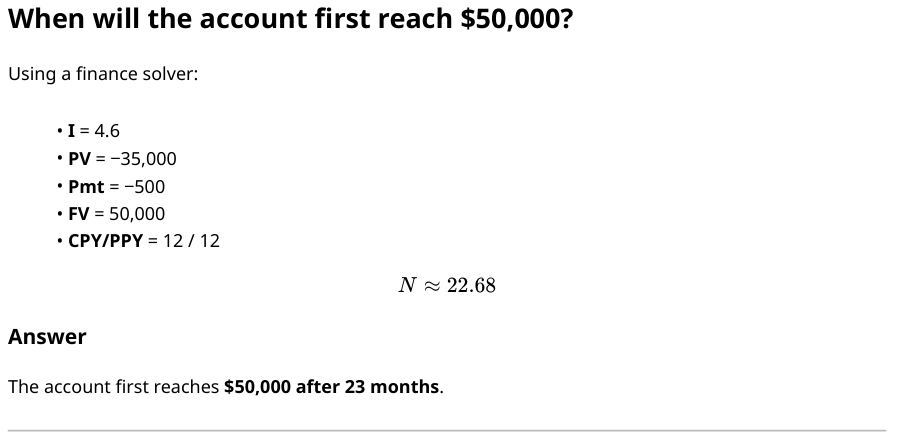 When will the account first reach $50,000?
Using a finance solver:
• I = 4.6
• PV = −35,000
• Pmt = −500
• FV = 50,000
• CPY/PPY = 12 / 12
N ≈ 22.68
Answer
The account first reaches $50,000 after 23 months.